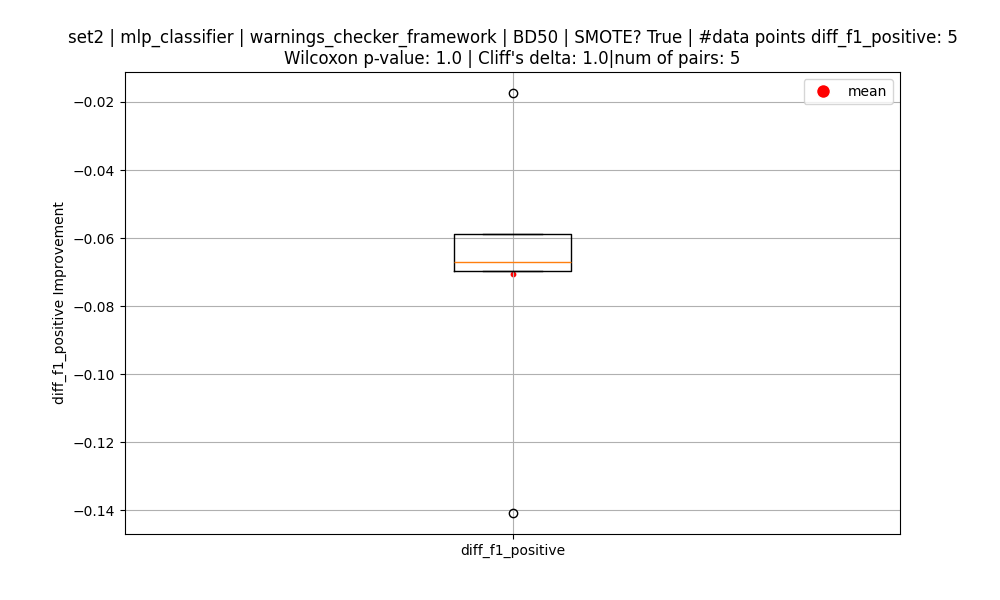 set2 | mlp_classifier | warnings_checker_framework | BD50 | SMOTE? True | #data points diff_f1_positive: 5
Wilcoxon p-value: 1.0 | Cliff's delta: 1.0|num of pairs: 5
mean
−0.02
−0.04
−0.06
−0.08
−0.10
−0.12
−0.14
diff_f1_positive Improvement
diff_f1_positive